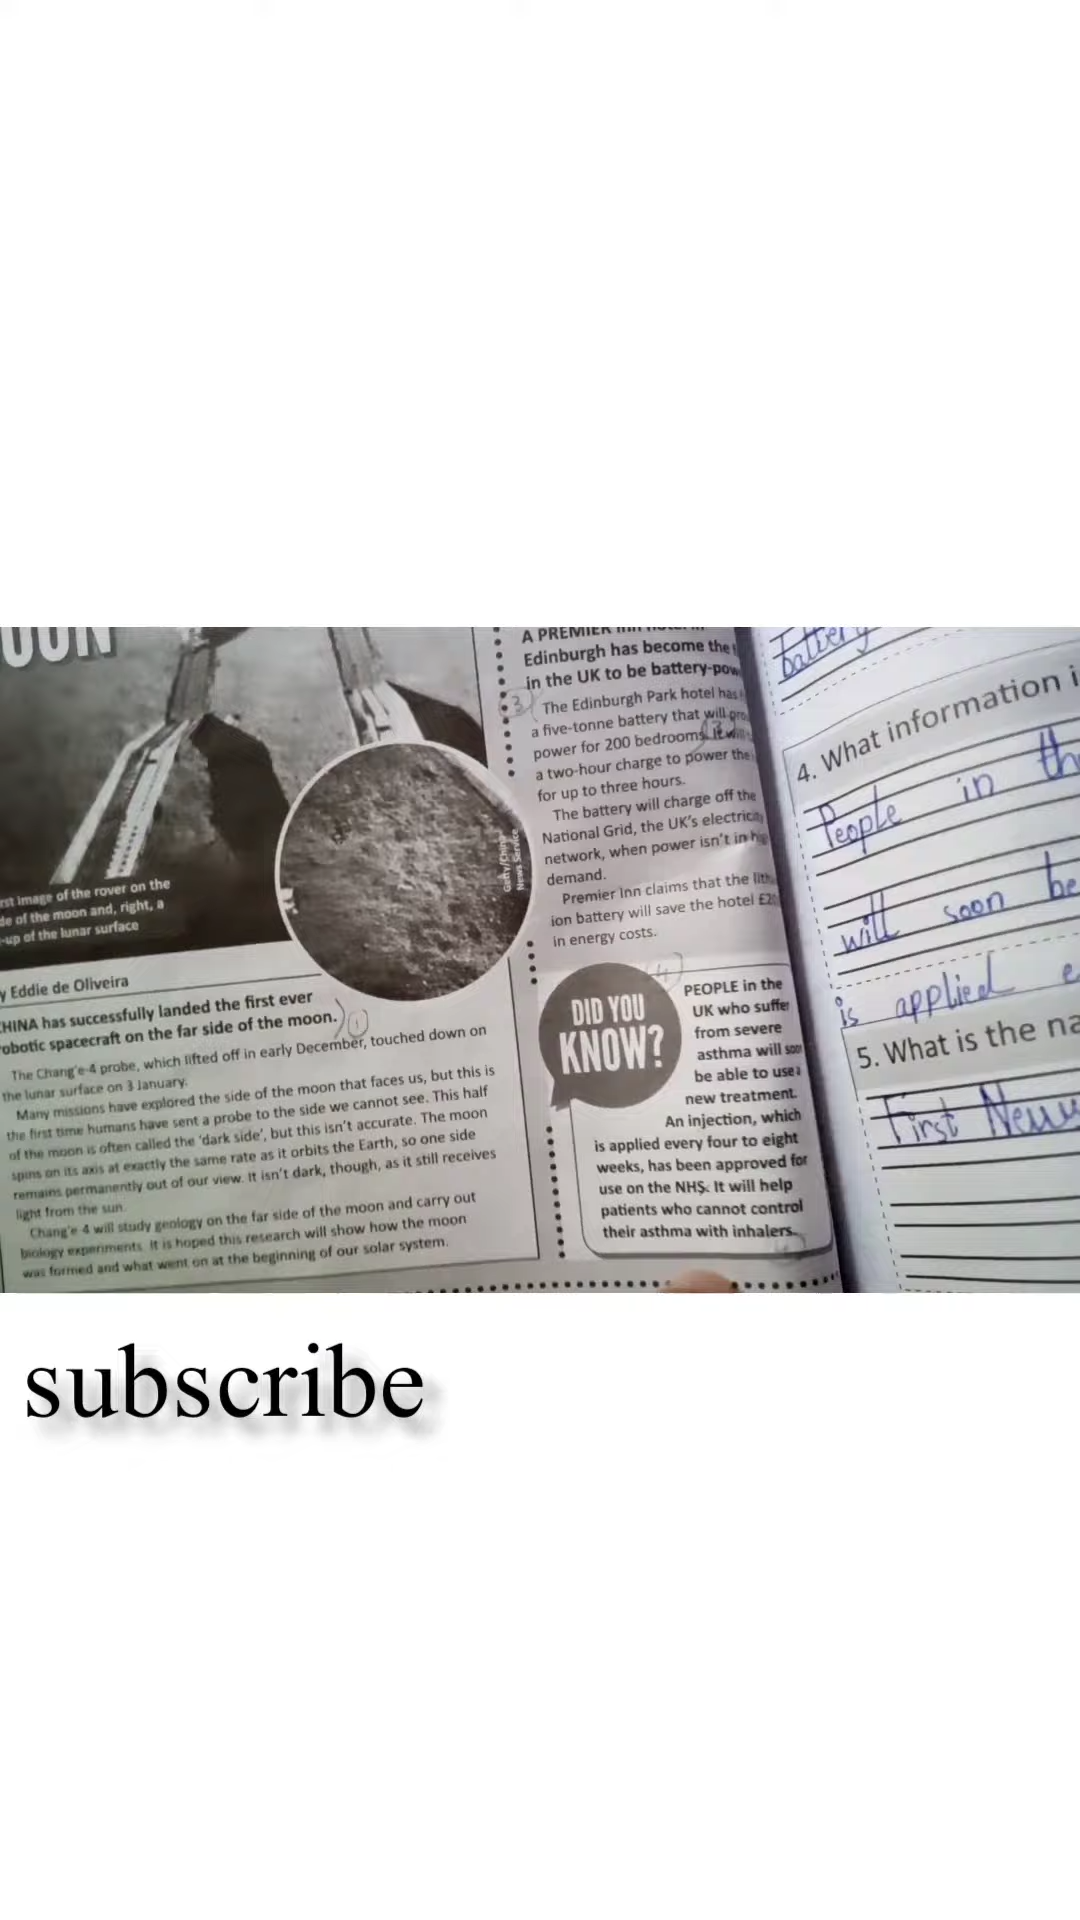 OON
rst image of the rover on the
de of the moon and, right, a
-up of the lunar surface
Getty/China
News Service
y Eddie de Oliveira
HINA has successfully landed the first ever
obotic spacecraft on the far side of the moon.
1
The Chang'e-4 probe, which lifted off in early December, touched down on
the lunar surface on 3 January.
Many missions have explored the side of the moon that faces us, but this is
the first time humans have sent a probe to the side we cannot see. This half
of the moon is often called the 'dark side', but this isn't accurate. The moon
spins on its axis at exactly the same rate as it orbits the Earth, so one side
remains permanently out of our view. It isn't dark, though, as it still receives
light from the sun.
Chang'e 4 will study geology on the far side of the moon and carry out
biology experiments. It is hoped this research will show how the moon
was formed and what went on at the beginning of our solar system.
A PREMIER Inn
Edinburgh has become the
in the UK to be battery-pow
3
The Edinburgh Park hotel has
a five-tonne battery that will pro
power for 200 bedrooms. It will
a two-hour charge to power the
for up to three hours.
The battery will charge off the
National Grid, the UK's electrici
network, when power isn't in
demand.
Premier Inn claims that the lith
ion battery will save the hotel £2
in energy costs.
4
DID YOU
KNOW?
PEOPLE in the
UK who suffer
from severe
asthma will soon
be able to use a
new treatment.
An injection, which
is applied every four to eight
weeks, has been approved for
use on the NHS. It will help
patients who cannot control
their asthma with inhalers.
battery
4. What information i
People in th
will soon be
is applied e
5. What is the na
First News
subscribe